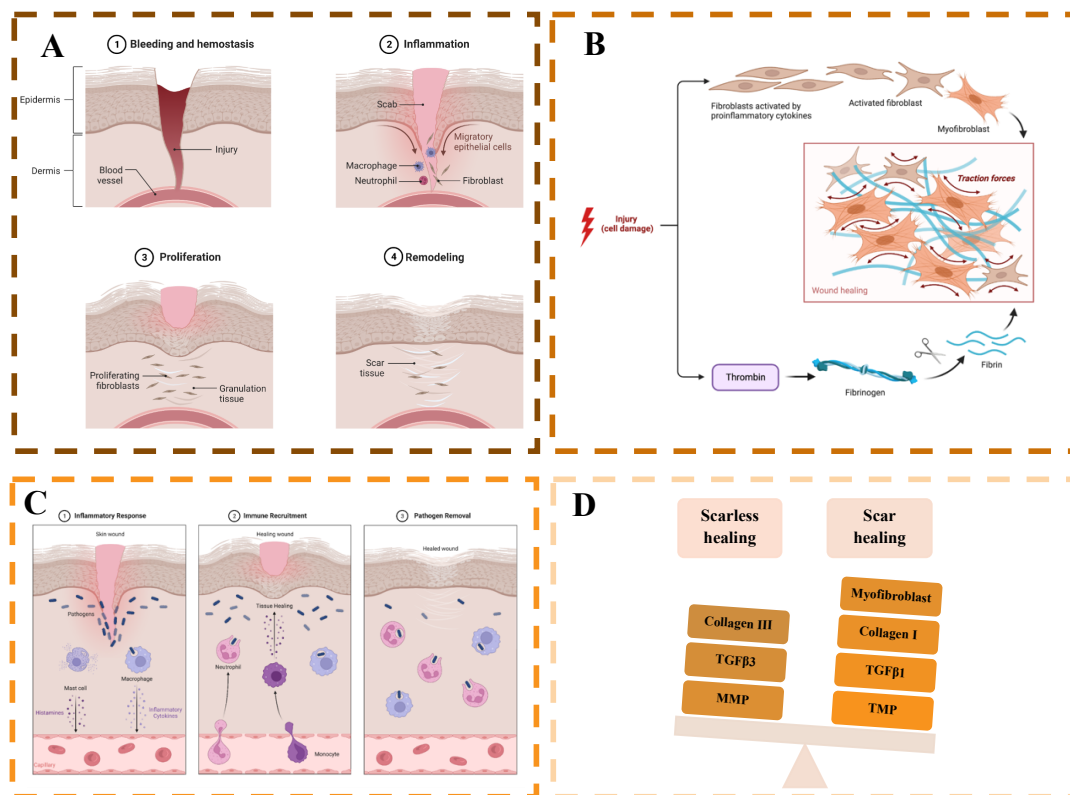 A
1 Bleeding and hemostasis
Epidermis
Dermis
Injury
Blood
vessel
2 Inflammation
Scab
Migratory
epithelial cells
Macrophage
Neutrophil
Fibroblast
3 Proliferation
Proliferating
fibroblasts
Granulation
tissue
4 Remodeling
Scar
tissue
B
Fibroblasts activated by
proinflammatory cytokines
Activated fibroblast
Myofibroblast
Traction forces
Injury
(cell damage)
Wound healing
Thrombin
Fibrinogen
Fibrin
C
1 Inflammatory Response
Skin wound
Pathogens
Mast cell
Macrophage
Histamines
Inflammatory
Cytokines
Capillary
2 Immune Recruitment
Healing wound
Tissue Healing
Neutrophil
Monocyte
3 Pathogen Removal
Healed wound
D
Scarless
healing
Scar
healing
Collagen III
TGFβ3
MMP
Myofibroblast
Collagen I
TGFβ1
TMP